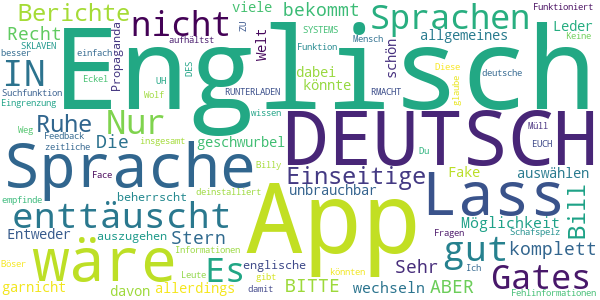 Berichte nicht viele bekommt Sprachen Funktioniert
Recht aufhältst ZU SYSTEMS Mensch allgemeines Leder
SKLAVEN Propaganda Welt Funktion dabei schön Keine
besser einfach DES könnte Diese
IN Englisch
Suchfunktion Eckel UH RUNTERLADEN RMACHT glaube deutsche
Eingrenzung Wolf wissen Müll
Ruhe Nur DEUTSCH
Weg Feedback Die geschwurbel Du EUCH
zeitliche insgesamt Billy Einseitige Fake auswählen
Sprache App Lass Bill
Face deinstalliert unbrauchbar Möglichkeit
empfinde beherrscht Fragen Schafspelz
enttäuscht gut komplett
Entweder auszugehen Stern Es englische wechseln Ich
wäre Informationen Sehr Gates
Böser Leute gibt könnten
garnicht davon allerdings damit BITTE ABER Fehlinformationen